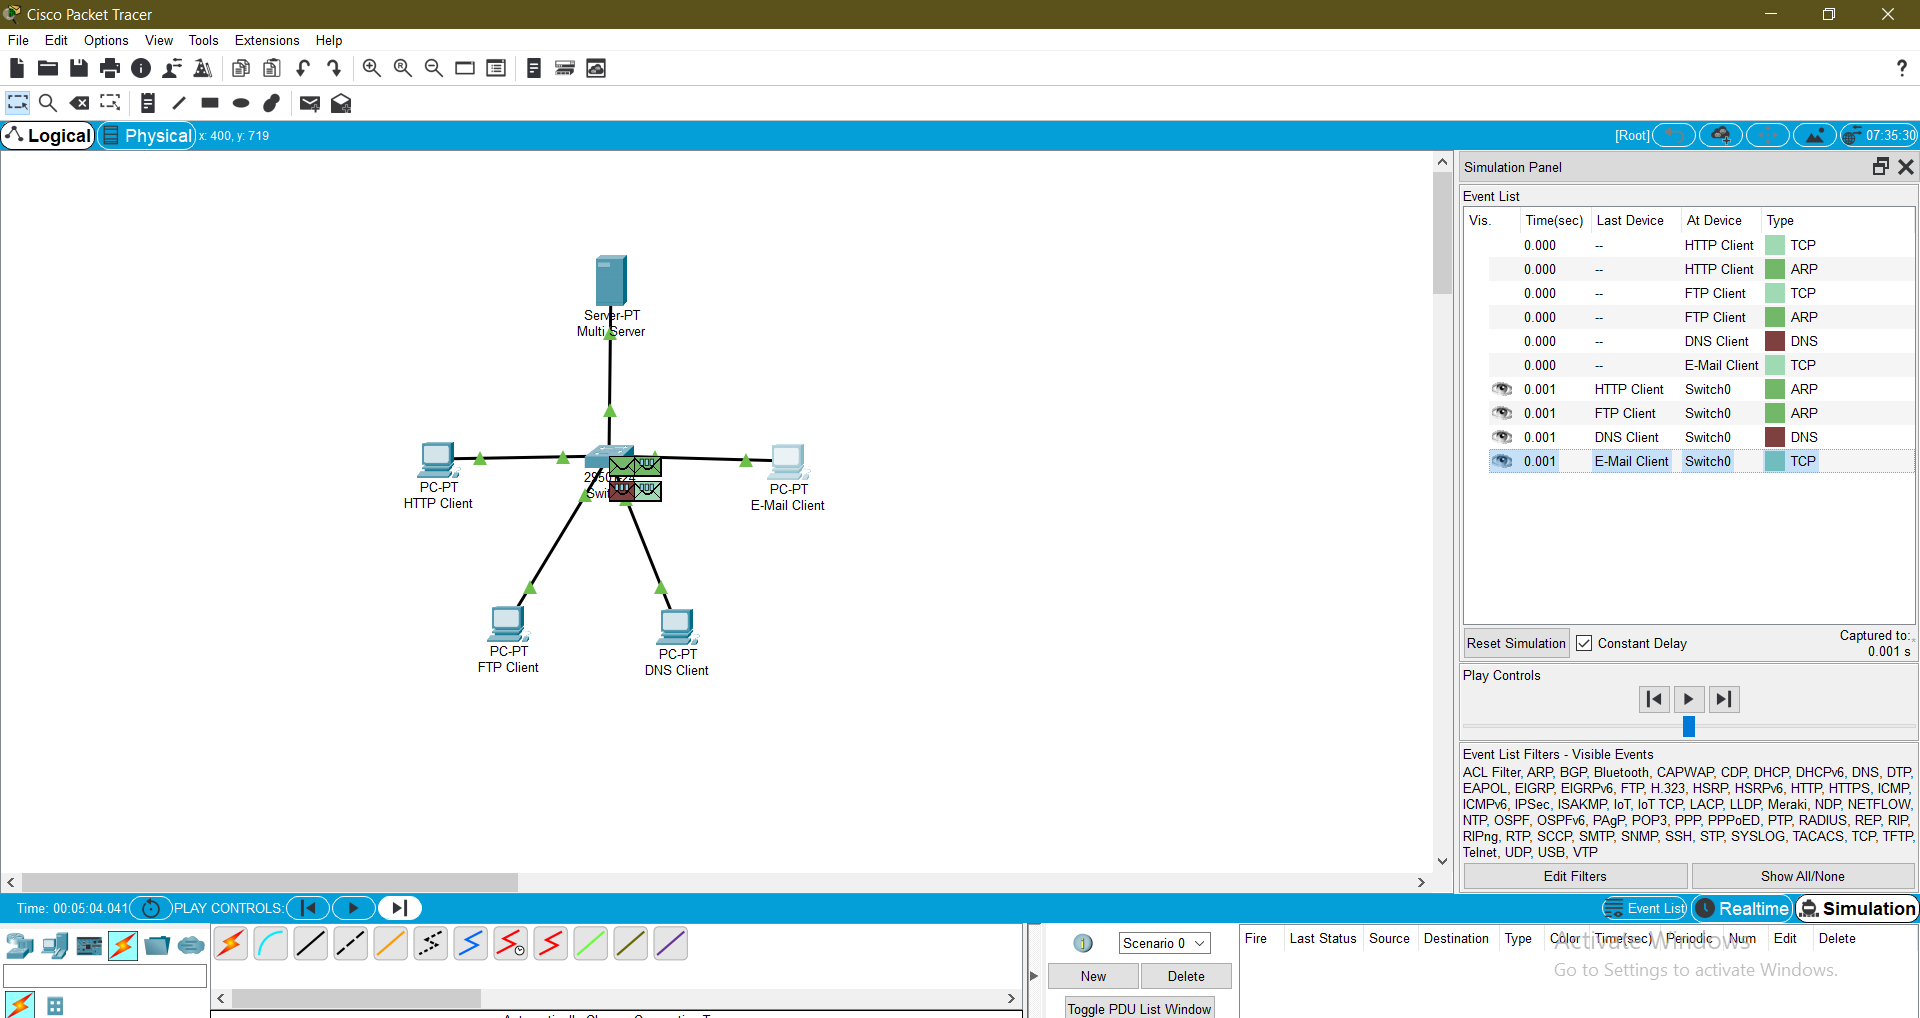 Cisco Packet Tracer
File Edit Options View Tools Extensions Help
?
Logical Physical x: 400, y: 719 [Root] 07:35:30
Simulation Panel
Event List
Vis. Time(sec) Last Device At Device Type
0.000 -- HTTP Client TCP
0.000 -- HTTP Client ARP
0.000 -- FTP Client TCP
0.000 -- FTP Client ARP
0.000 -- DNS Client DNS
0.000 -- E-Mail Client TCP
0.001 HTTP Client Switch0 ARP
0.001 FTP Client Switch0 ARP
0.001 DNS Client Switch0 DNS
0.001 E-Mail Client Switch0 TCP
Server-PT
Multi Server
PC-PT
HTTP Client
PC-PT
E-Mail Client
PC-PT
FTP Client
PC-PT
DNS Client
Reset Simulation Constant Delay Captured to:
0.001 s
Play Controls
Event List Filters - Visible Events
ACL Filter, ARP, BGP, Bluetooth, CAPWAP, CDP, DHCP, DHCPv6, DNS, DTP,
EAPOL, EIGRP, EIGRPv6, FTP, H.323, HSRP, HSRPv6, HTTP, HTTPS, ICMP,
ICMPv6, IPSec, ISAKMP, IoT, IoT TCP, LACP, LLDP, Meraki, NDP, NETFLOW,
NTP, OSPF, OSPFv6, PAgP, POP3, PPP, PPPoED, PTP, RADIUS, REP, RIP,
RIPng, RTP, SCCP, SMTP, SNMP, SSH, STP, SYSLOG, TACACS, TCP, TFTP,
Telnet, UDP, USB, VTP
Edit Filters Show All/None
Time: 00:05:04.041 PLAY CONTROLS: Event List Realtime Simulation
Scenario 0
New Delete
Toggle PDU List Window
Fire Last Status Source Destination Type Color Time(sec) Periodic Num Edit Delete
Activate Windows
Go to Settings to activate Windows.